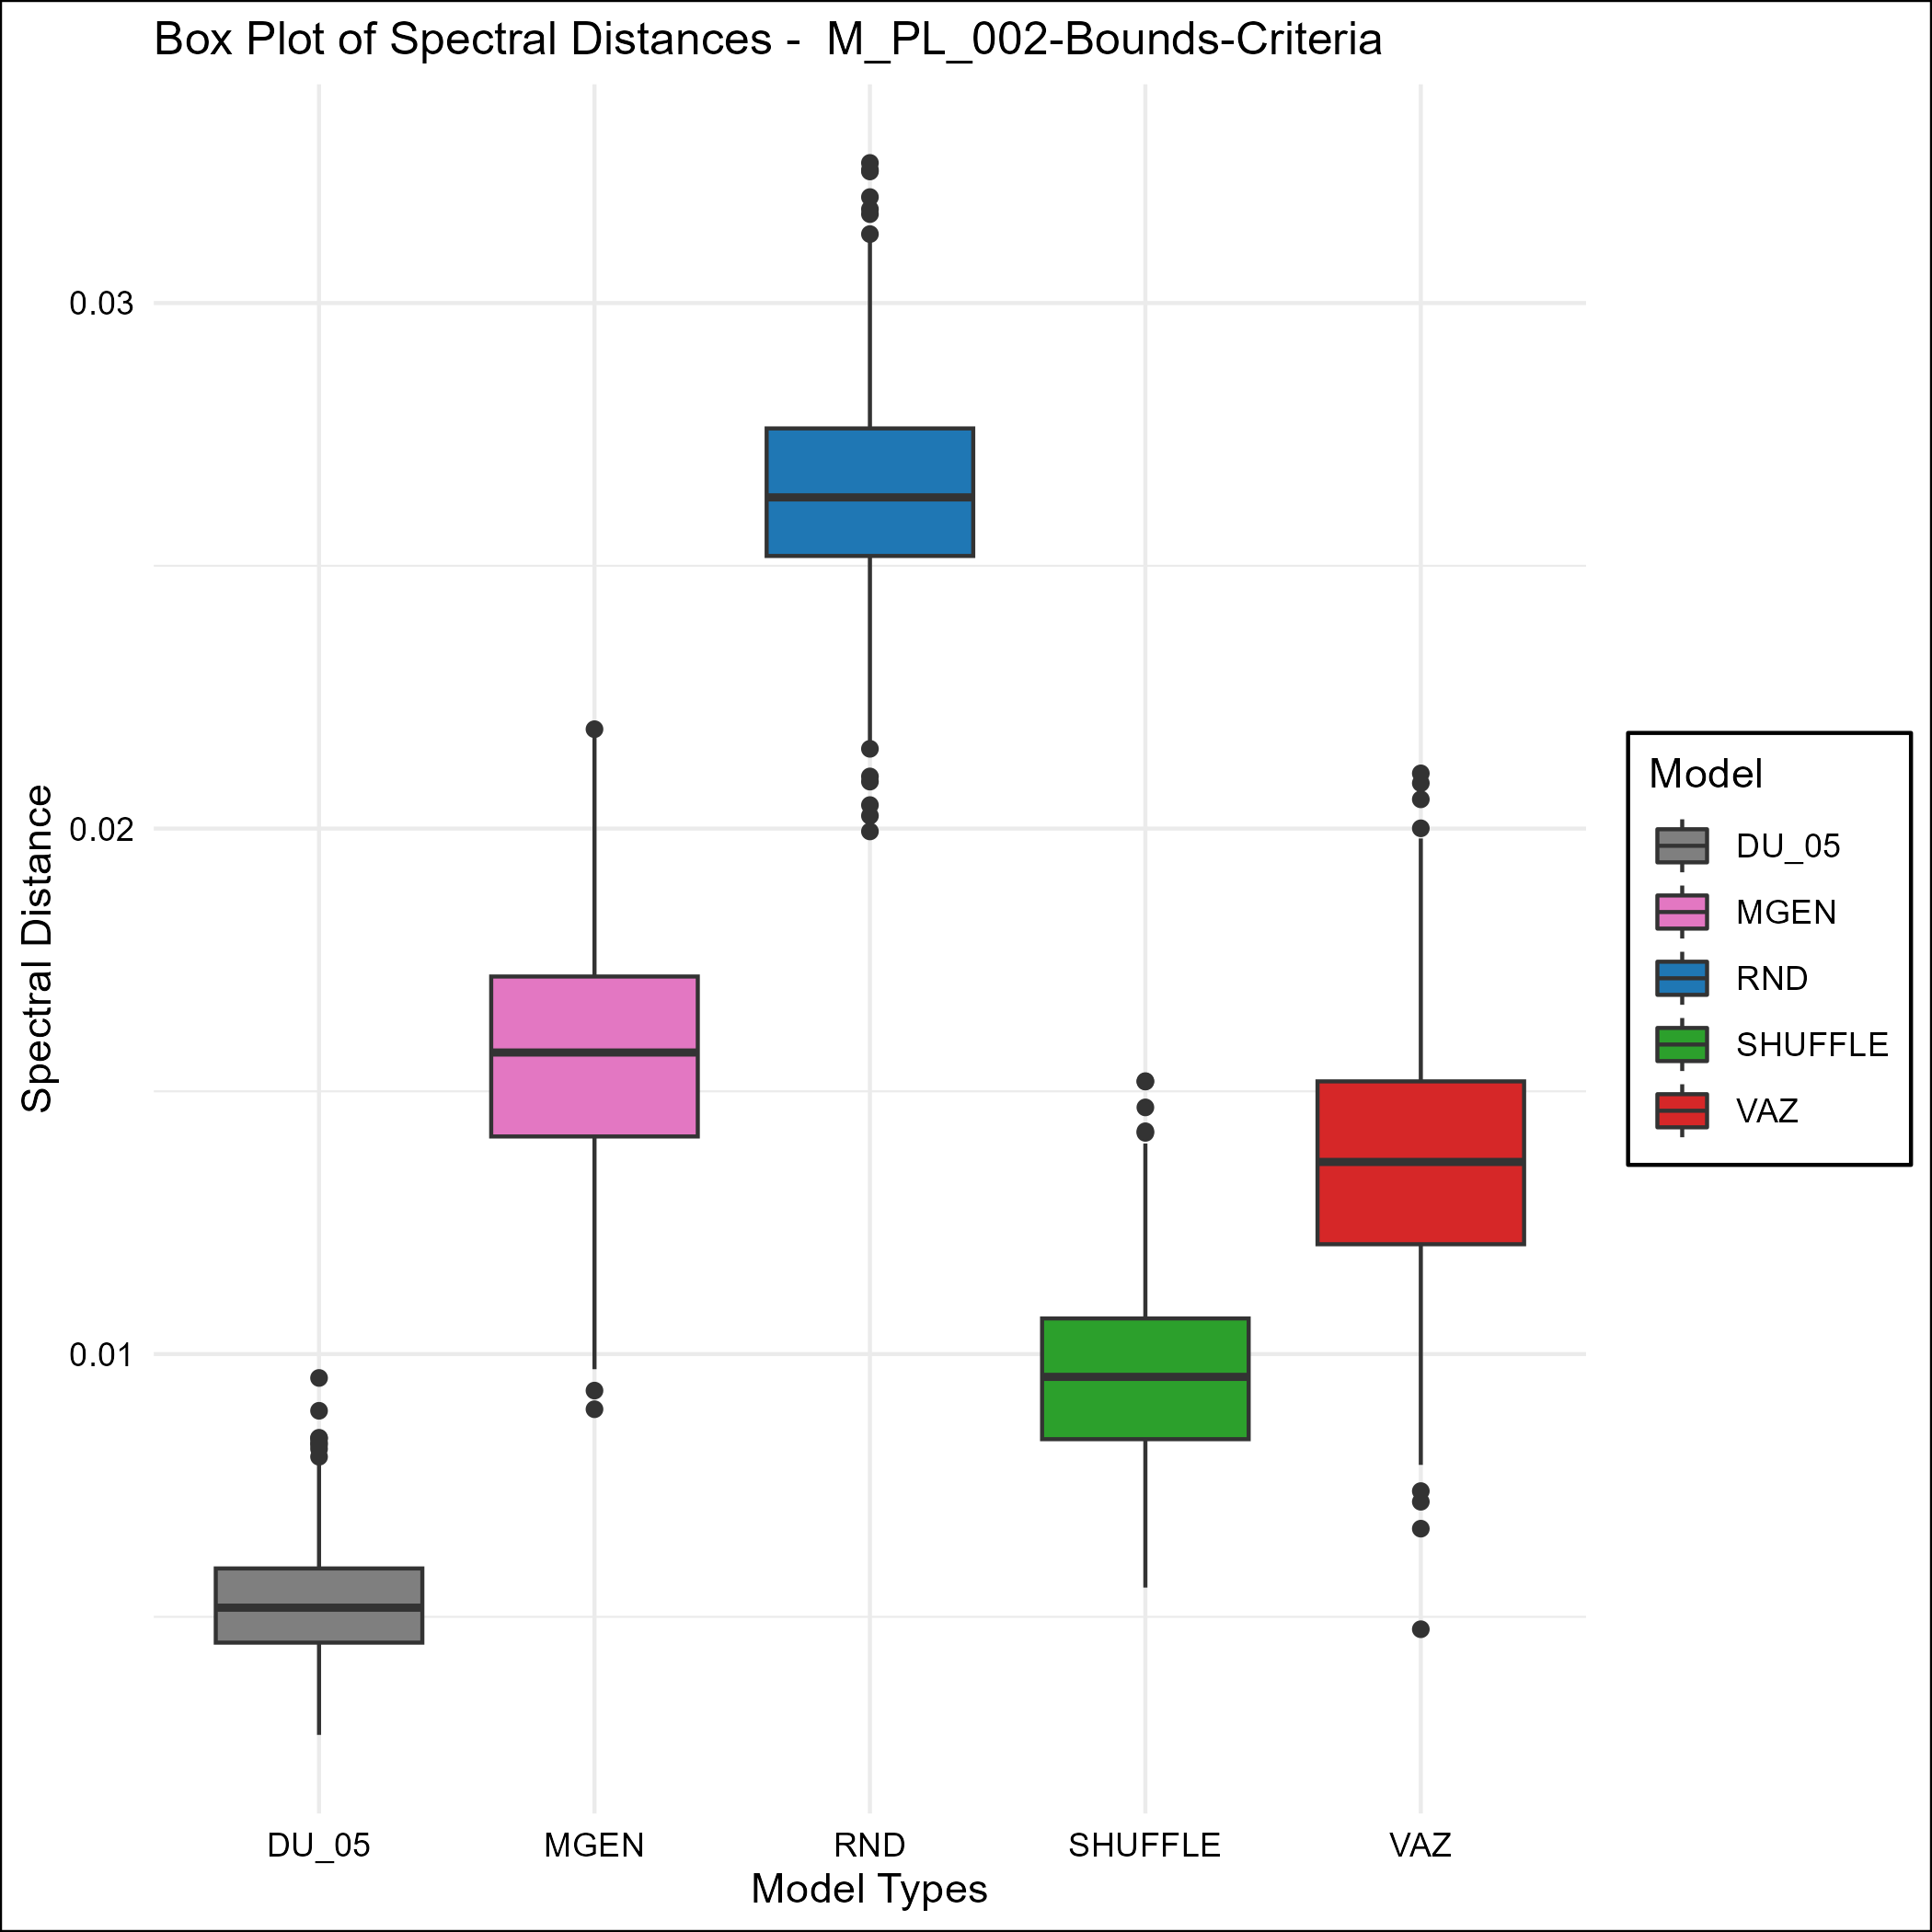 Box Plot of Spectral Distances -  M_PL_002-Bounds-Criteria
Spectral Distance
0.03
0.02
0.01
DU_05
MGEN
RND
SHUFFLE
VAZ
Model Types
Model
DU_05
MGEN
RND
SHUFFLE
VAZ